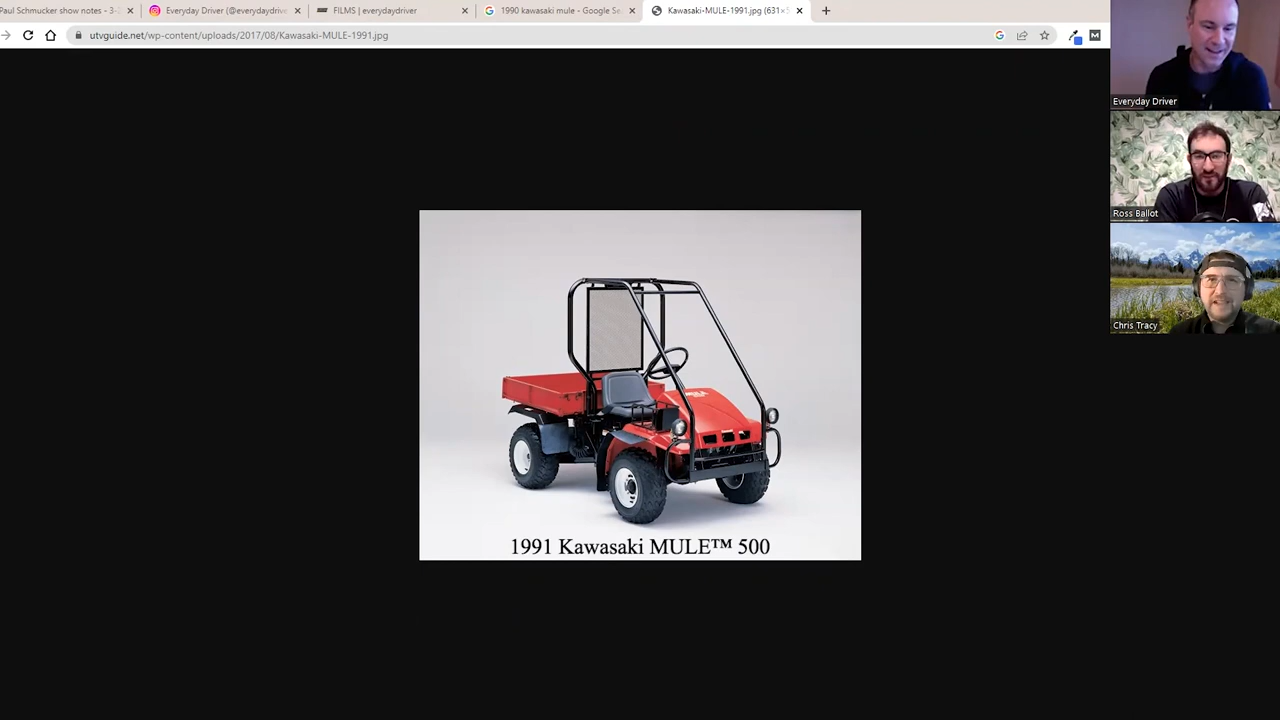 Paul Schmucker show notes - 3-2
Everyday Driver (@everydaydrive
FILMS | everydaydriver
1990 kawasaki mule - Google Se
Kawasaki-MULE-1991.jpg (631×5
utvguide.net/wp-content/uploads/2017/08/Kawasaki-MULE-1991.jpg
Everyday Driver
Ross Ballot
Chris Tracy
1991 Kawasaki MULE™ 500